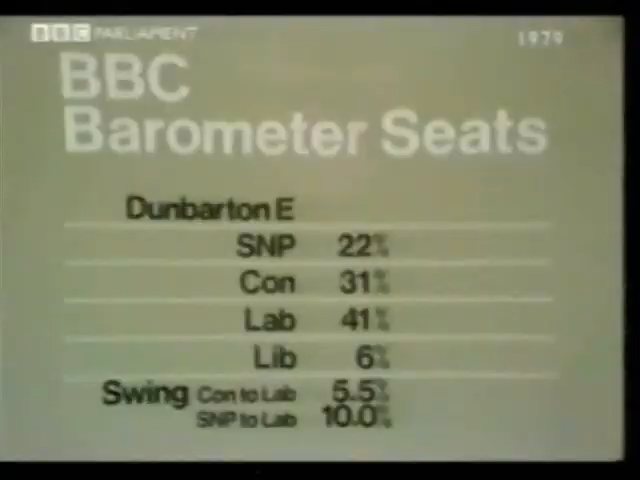 BBC PARLIAMENT 1979
BBC
Barometer Seats
Dunbarton E
SNP 22%
Con 31%
Lab 41%
Lib 6%
Swing Con to Lab 5.5%
SNP to Lab 10.0%